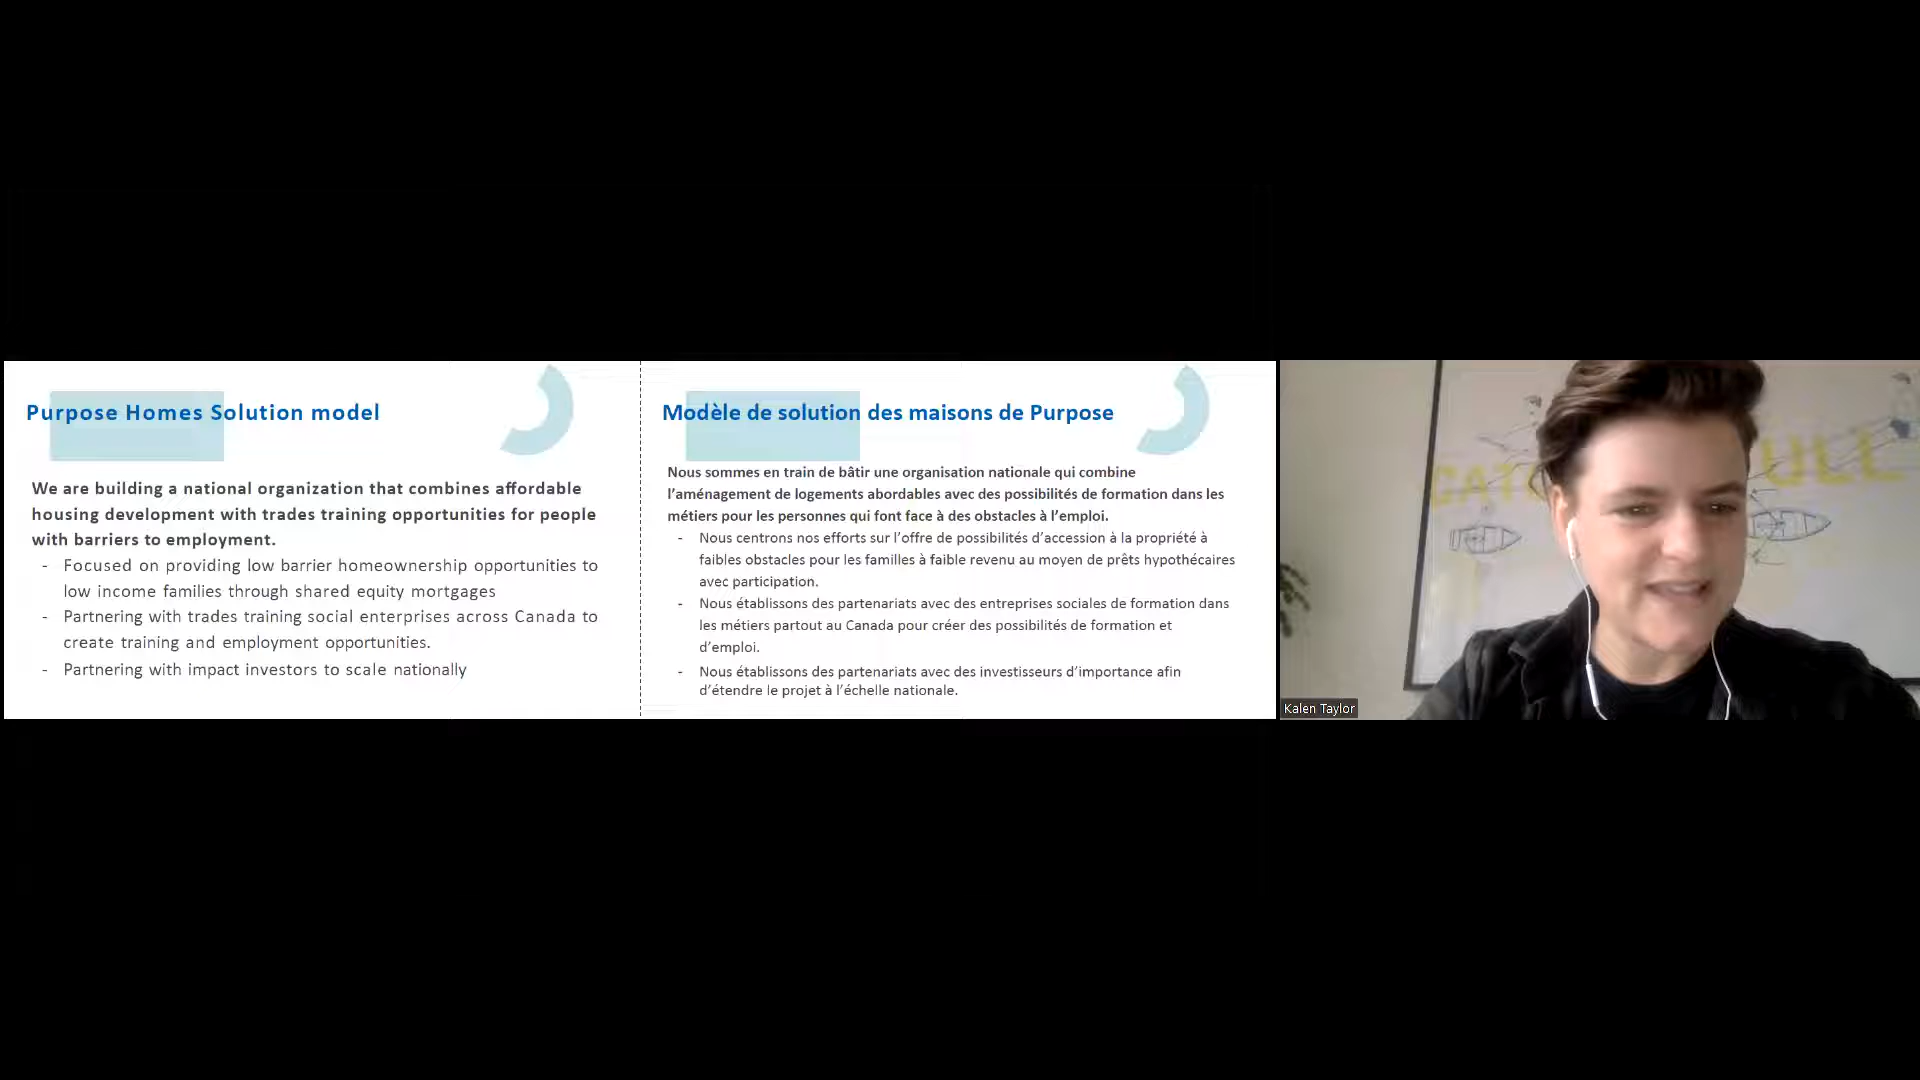 Purpose Homes Solution model
We are building a national organization that combines affordable
housing development with trades training opportunities for people
with barriers to employment.
- Focused on providing low barrier homeownership opportunities to
low income families through shared equity mortgages
- Partnering with trades training social enterprises across Canada to
create training and employment opportunities.
- Partnering with impact investors to scale nationally
Modèle de solution des maisons de Purpose
Nous sommes en train de bâtir une organisation nationale qui combine
l’aménagement de logements abordables avec des possibilités de formation dans les
métiers pour les personnes qui font face à des obstacles à l’emploi.
- Nous centrons nos efforts sur l’offre de possibilités d’accession à la propriété à
faibles obstacles pour les familles à faible revenu au moyen de prêts hypothécaires
avec participation.
- Nous établissons des partenariats avec des entreprises sociales de formation dans
les métiers partout au Canada pour créer des possibilités de formation et
d’emploi.
- Nous établissons des partenariats avec des investisseurs d’importance afin
d’étendre le projet à l’échelle nationale.
Kalen Taylor